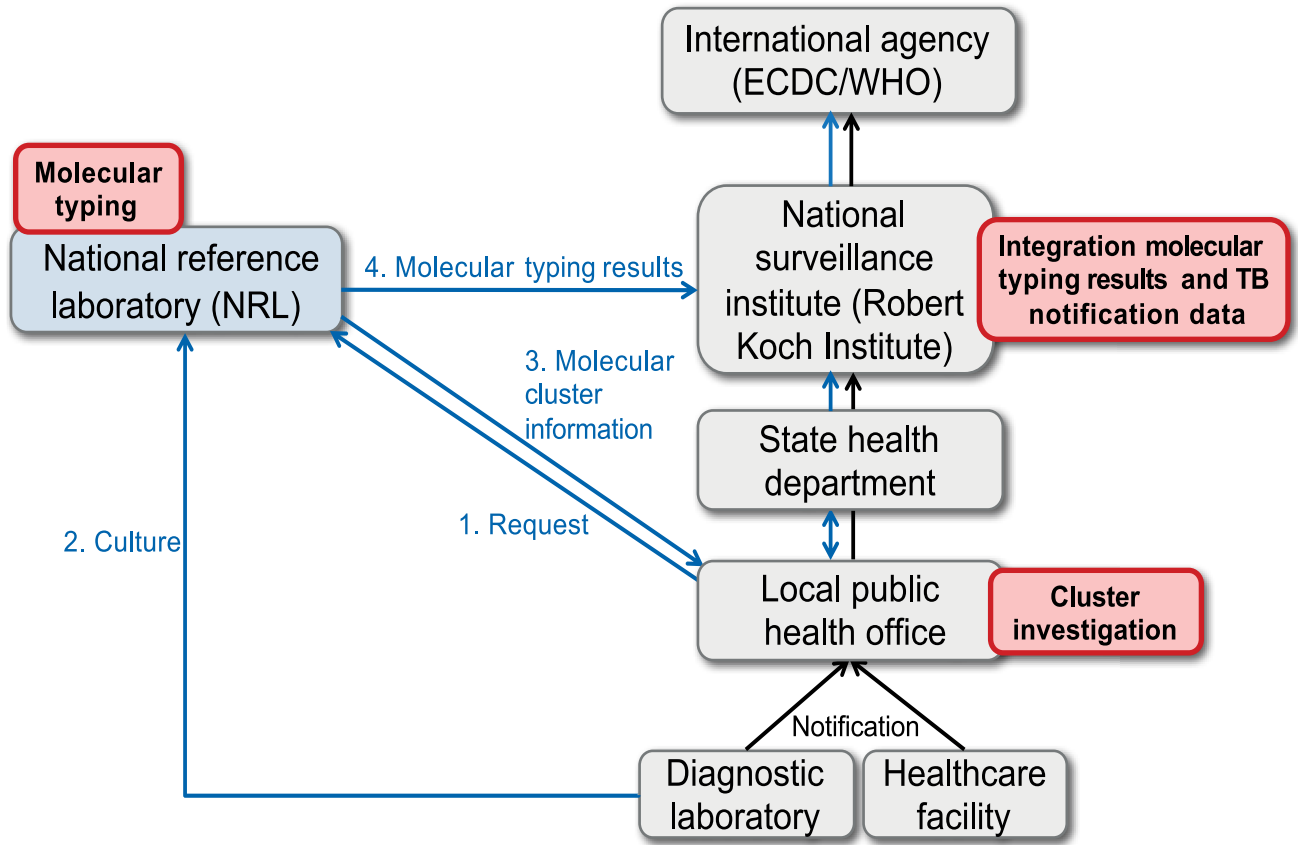 International agency
(ECDC/WHO)
Molecular
typing
National reference
laboratory (NRL)
4. Molecular typing results
National
surveillance
institute (Robert
Koch Institute)
Integration molecular
typing results and TB
notification data
3. Molecular
cluster
information
State health
department
1. Request
2. Culture
Local public
health office
Cluster
investigation
Notification
Diagnostic
laboratory
Healthcare
facility